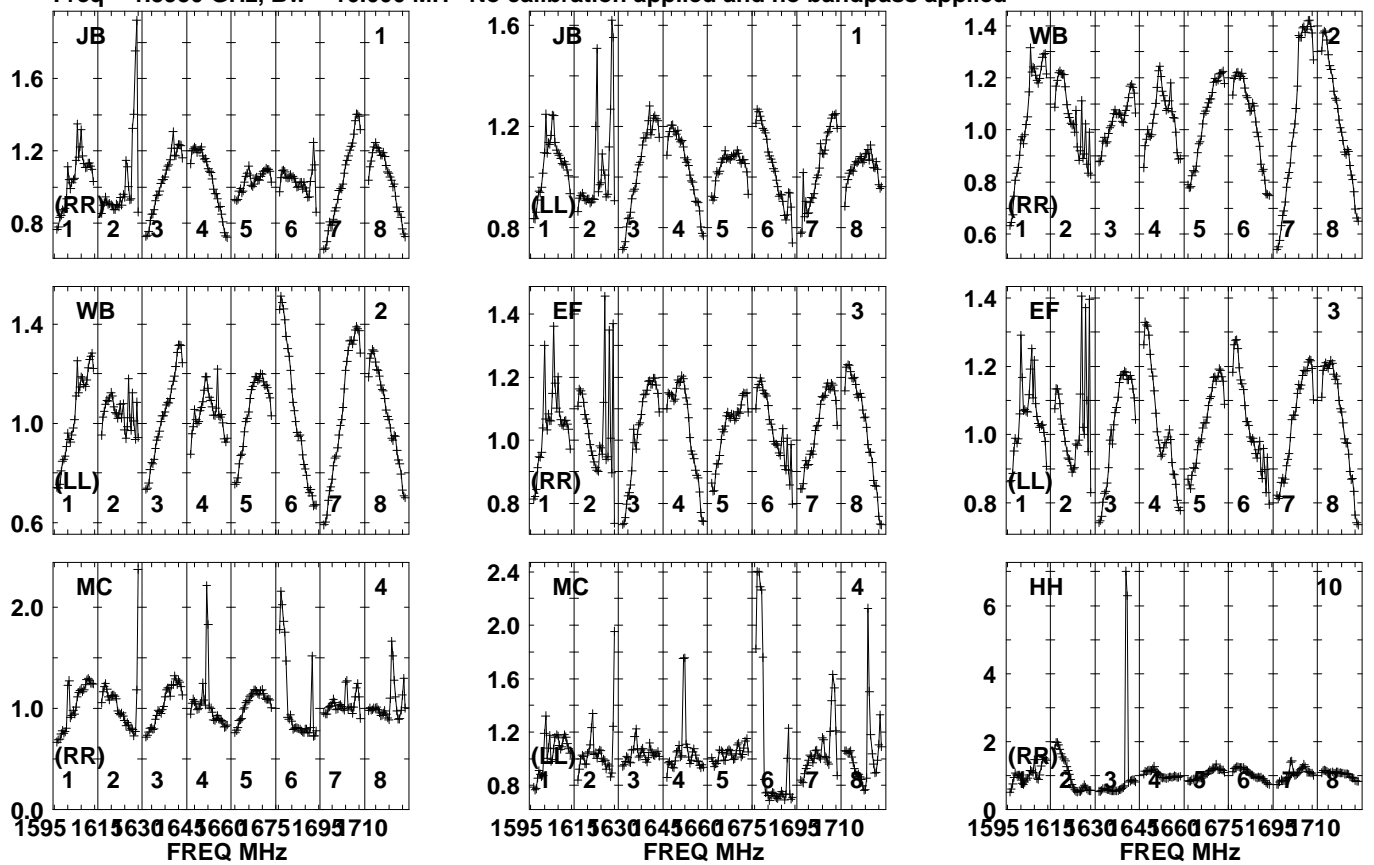 Freq GHz, No calibration applied and no bandpass applied
JB 1 JB 1 WB 2
1.6 1.6 1.4
1.2 1.2 1.2
1.0
0.8 0.8 0.8
0.6
(RR) (LL) (RR)
1 2 3 4 5 6 7 8 1 2 3 4 5 6 7 8 1 2 3 4 5 6 7 8
WB 2 EF 3 EF 3
1.4 1.4 1.4
1.2 1.2
1.0 1.0 1.0
0.8 0.8
0.6
(LL) (RR) (LL)
1 2 3 4 5 6 7 8 1 2 3 4 5 6 7 8 1 2 3 4 5 6 7 8
MC 4 MC 4 HH 10
2.0 2.4 6
2.0
1.6 4
1.0 1.2 2
0.8
0.0 0
(RR) (LL) (RR)
1 2 3 4 5 6 7 8 1 2 3 4 5 6 7 8 1 2 3 4 5 6 7 8
1595 1615 1630 1645 1660 1675 1695 1710 1595 1615 1630 1645 1660 1675 1695 1710 1595 1615 1630 1645 1660 1675 1695 1710
FREQ MHz FREQ MHz FREQ MHz